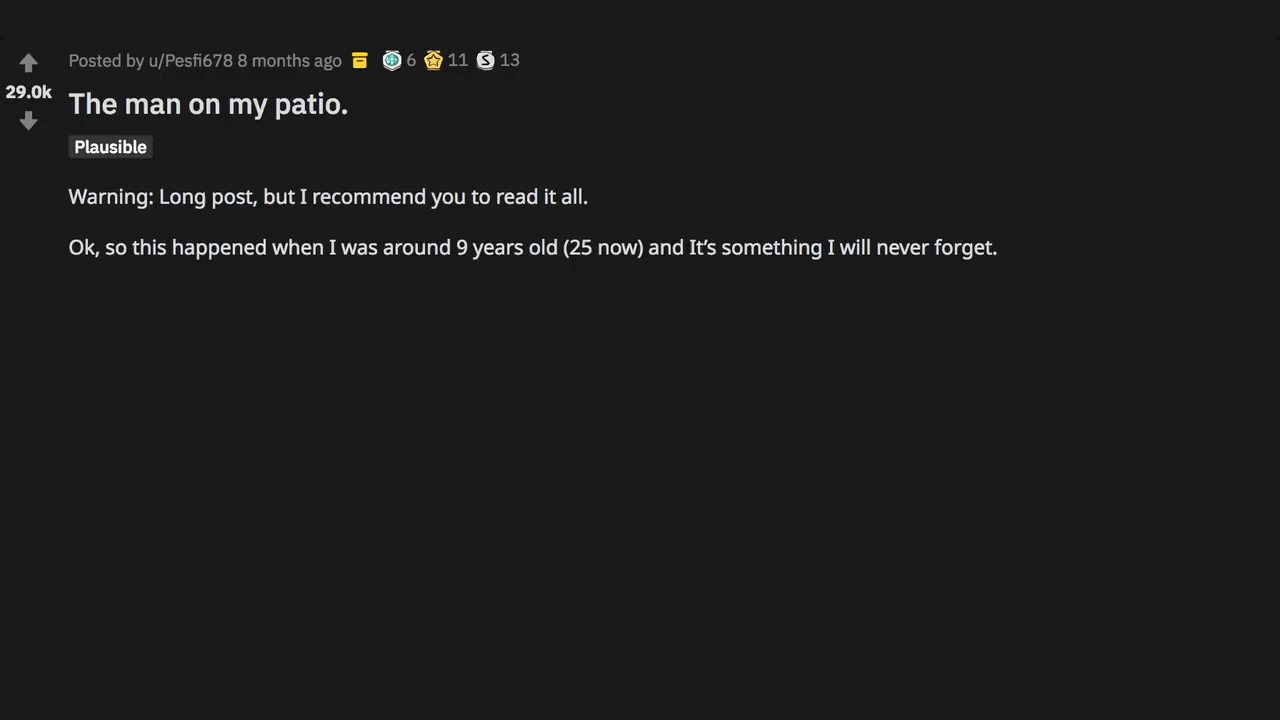 Posted by u/Pesfi678 8 months ago 6 11 S 13
29.0k
The man on my patio.
Plausible
Warning: Long post, but I recommend you to read it all.
Ok, so this happened when I was around 9 years old (25 now) and It’s something I will never forget.